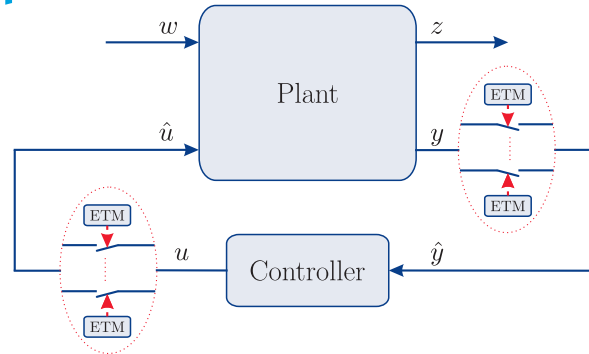 w
z
ETM
Plant
û
y
ETM
ETM
u
Controller
ŷ
ETM